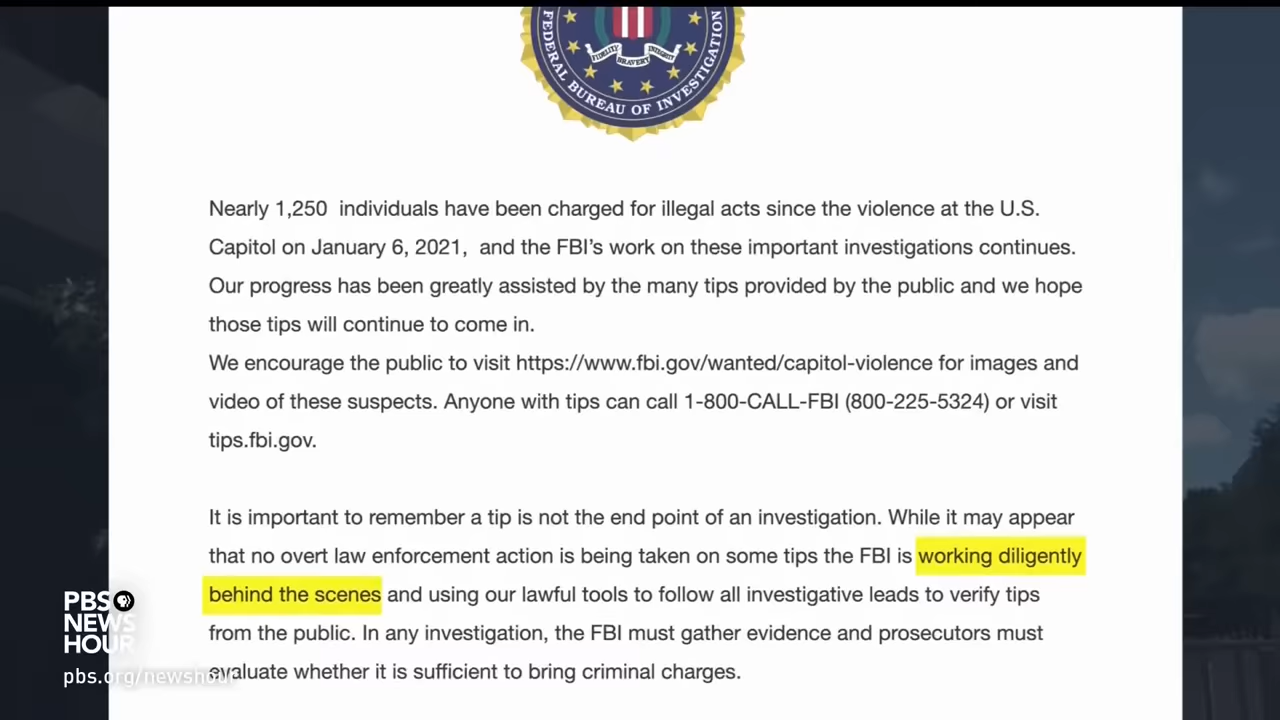 FEDERAL BUREAU OF INVESTIGATION
FIDELITY BRAVERY INTEGRITY
Nearly 1,250 individuals have been charged for illegal acts since the violence at the U.S.
Capitol on January 6, 2021, and the FBI's work on these important investigations continues.
Our progress has been greatly assisted by the many tips provided by the public and we hope
those tips will continue to come in.
We encourage the public to visit https://www.fbi.gov/wanted/capitol-violence for images and
video of these suspects. Anyone with tips can call 1-800-CALL-FBI (800-225-5324) or visit
tips.fbi.gov.
It is important to remember a tip is not the end point of an investigation. While it may appear
that no overt law enforcement action is being taken on some tips the FBI is working diligently
behind the scenes and using our lawful tools to follow all investigative leads to verify tips
from the public. In any investigation, the FBI must gather evidence and prosecutors must
evaluate whether it is sufficient to bring criminal charges.
PBS
NEWS
HOUR
pbs.org/newshour